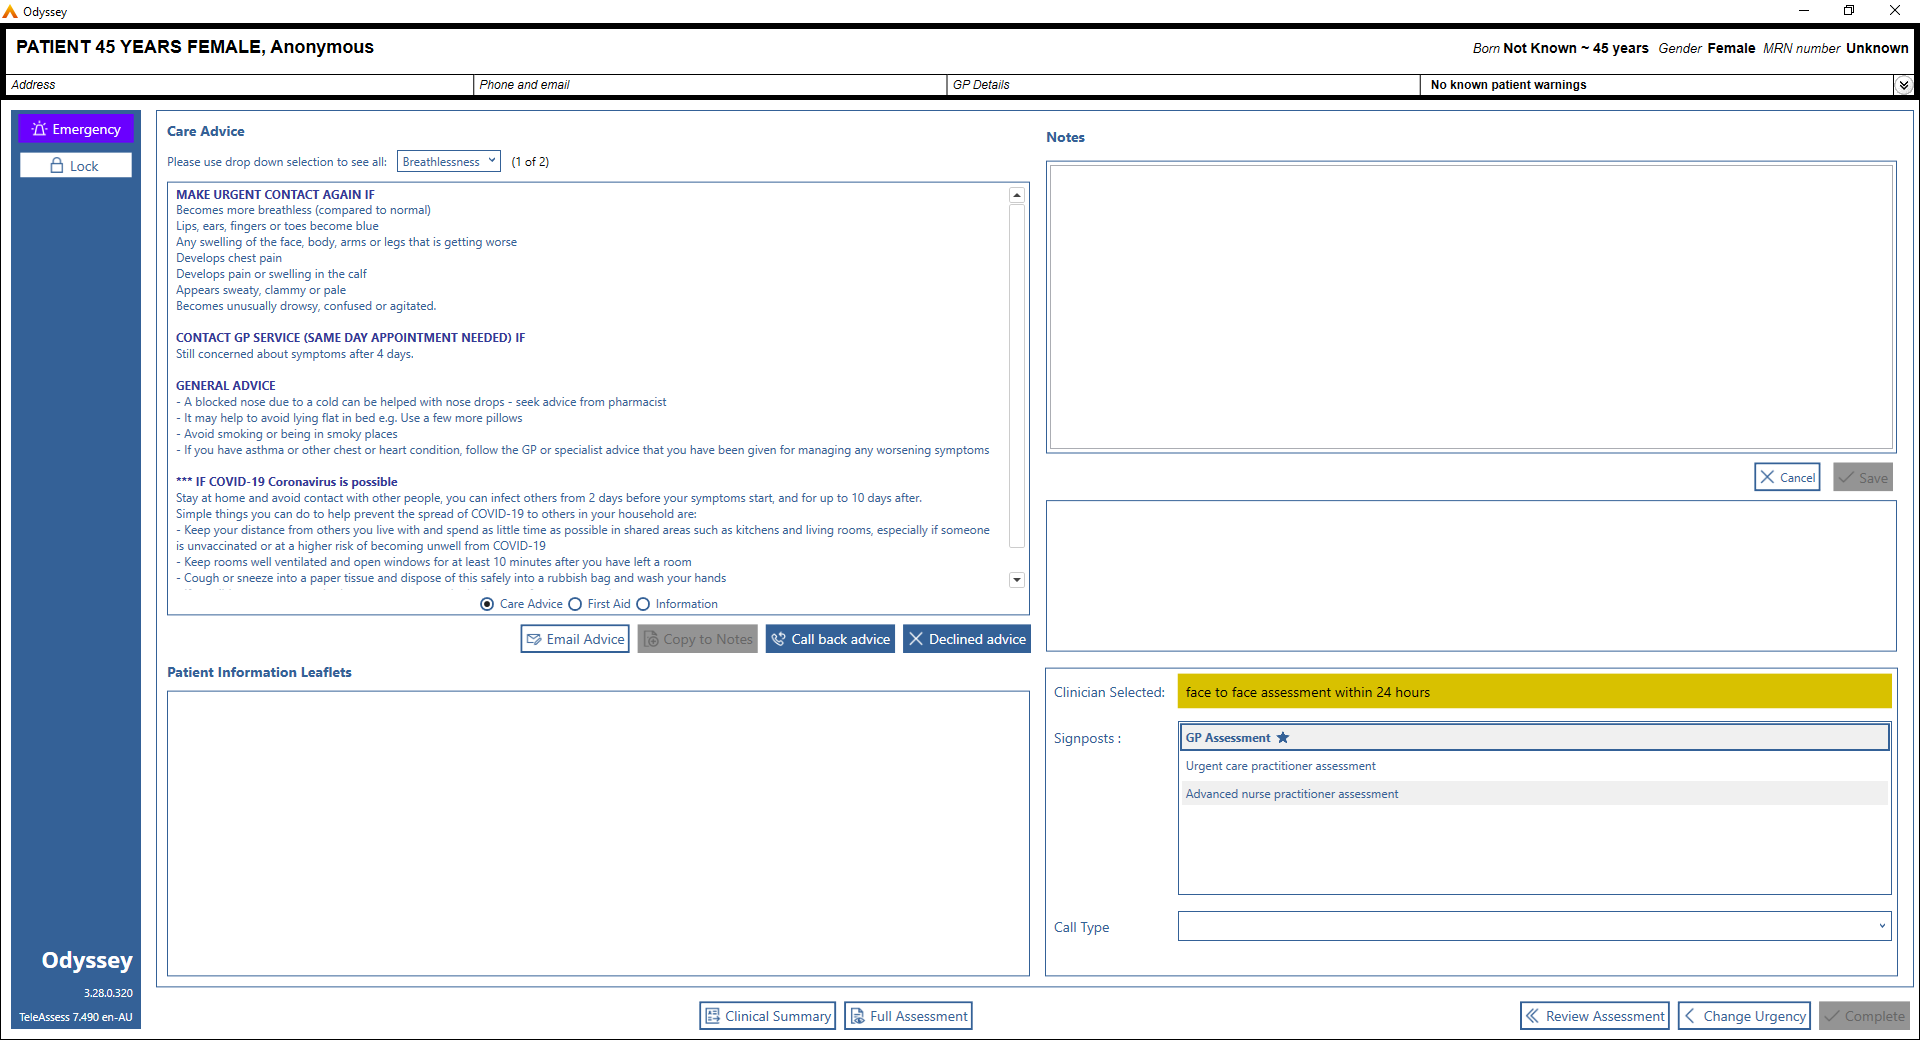 Odyssey
PATIENT 45 YEARS FEMALE, Anonymous
Born Not Known ~ 45 years Gender Female MRN number Unknown
Address
Phone and email
GP Details
No known patient warnings
Emergency
Lock
Care Advice
Please use drop down selection to see all: Breathlessness (1 of 2)
MAKE URGENT CONTACT AGAIN IF
Becomes more breathless (compared to normal)
Lips, ears, fingers or toes become blue
Any swelling of the face, body, arms or legs that is getting worse
Develops chest pain
Develops pain or swelling in the calf
Appears sweaty, clammy or pale
Becomes unusually drowsy, confused or agitated.
CONTACT GP SERVICE (SAME DAY APPOINTMENT NEEDED) IF
Still concerned about symptoms after 4 days.
GENERAL ADVICE
- A blocked nose due to a cold can be helped with nose drops - seek advice from pharmacist
- It may help to avoid lying flat in bed e.g. Use a few more pillows
- Avoid smoking or being in smoky places
- If you have asthma or other chest or heart condition, follow the GP or specialist advice that you have been given for managing any worsening symptoms
*** IF COVID-19 Coronavirus is possible
Stay at home and avoid contact with other people, you can infect others from 2 days before your symptoms start, and for up to 10 days after.
Simple things you can do to help prevent the spread of COVID-19 to others in your household are:
- Keep your distance from others you live with and spend as little time as possible in shared areas such as kitchens and living rooms, especially if someone
is unvaccinated or at a higher risk of becoming unwell from COVID-19
- Keep rooms well ventilated and open windows for at least 10 minutes after you have left a room
- Cough or sneeze into a paper tissue and dispose of this safely into a rubbish bag and wash your hands
Care Advice First Aid Information
Email Advice Copy to Notes Call back advice Declined advice
Patient Information Leaflets
Notes
Cancel Save
Clinician Selected: face to face assessment within 24 hours
Signposts : GP Assessment
Urgent care practitioner assessment
Advanced nurse practitioner assessment
Call Type
Odyssey
3.28.0.320
TeleAssess 7.490 en-AU
Clinical Summary Full Assessment
Review Assessment Change Urgency Complete